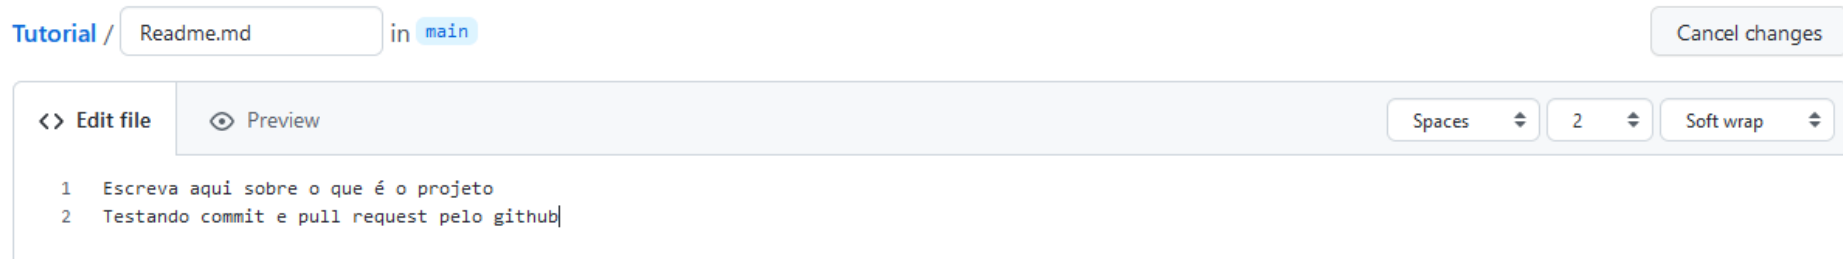 Tutorial / Readme.md in main Cancel changes
Edit file Preview Spaces 2 Soft wrap
1 Escreva aqui sobre o que é o projeto
2 Testando commit e pull request pelo github